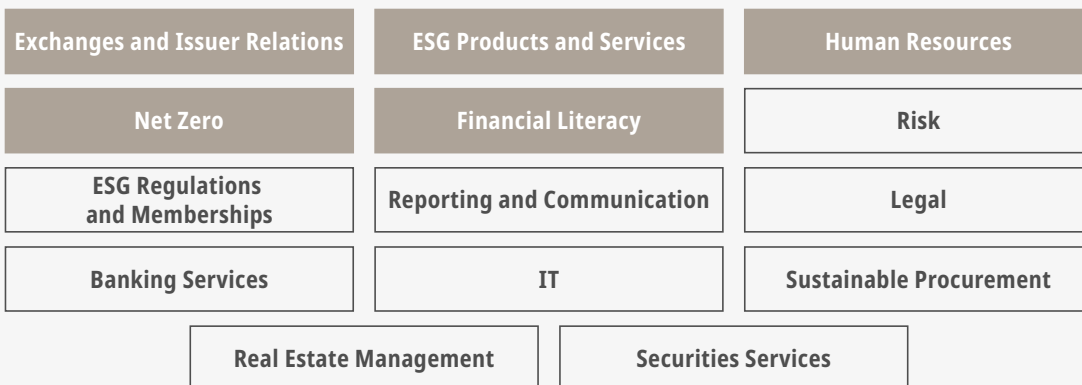 Exchanges and Issuer Relations
ESG Products and Services
Human Resources
Net Zero
Financial Literacy
Risk
ESG Regulations
and Memberships
Reporting and Communication
Legal
Banking Services
IT
Sustainable Procurement
Real Estate Management
Securities Services